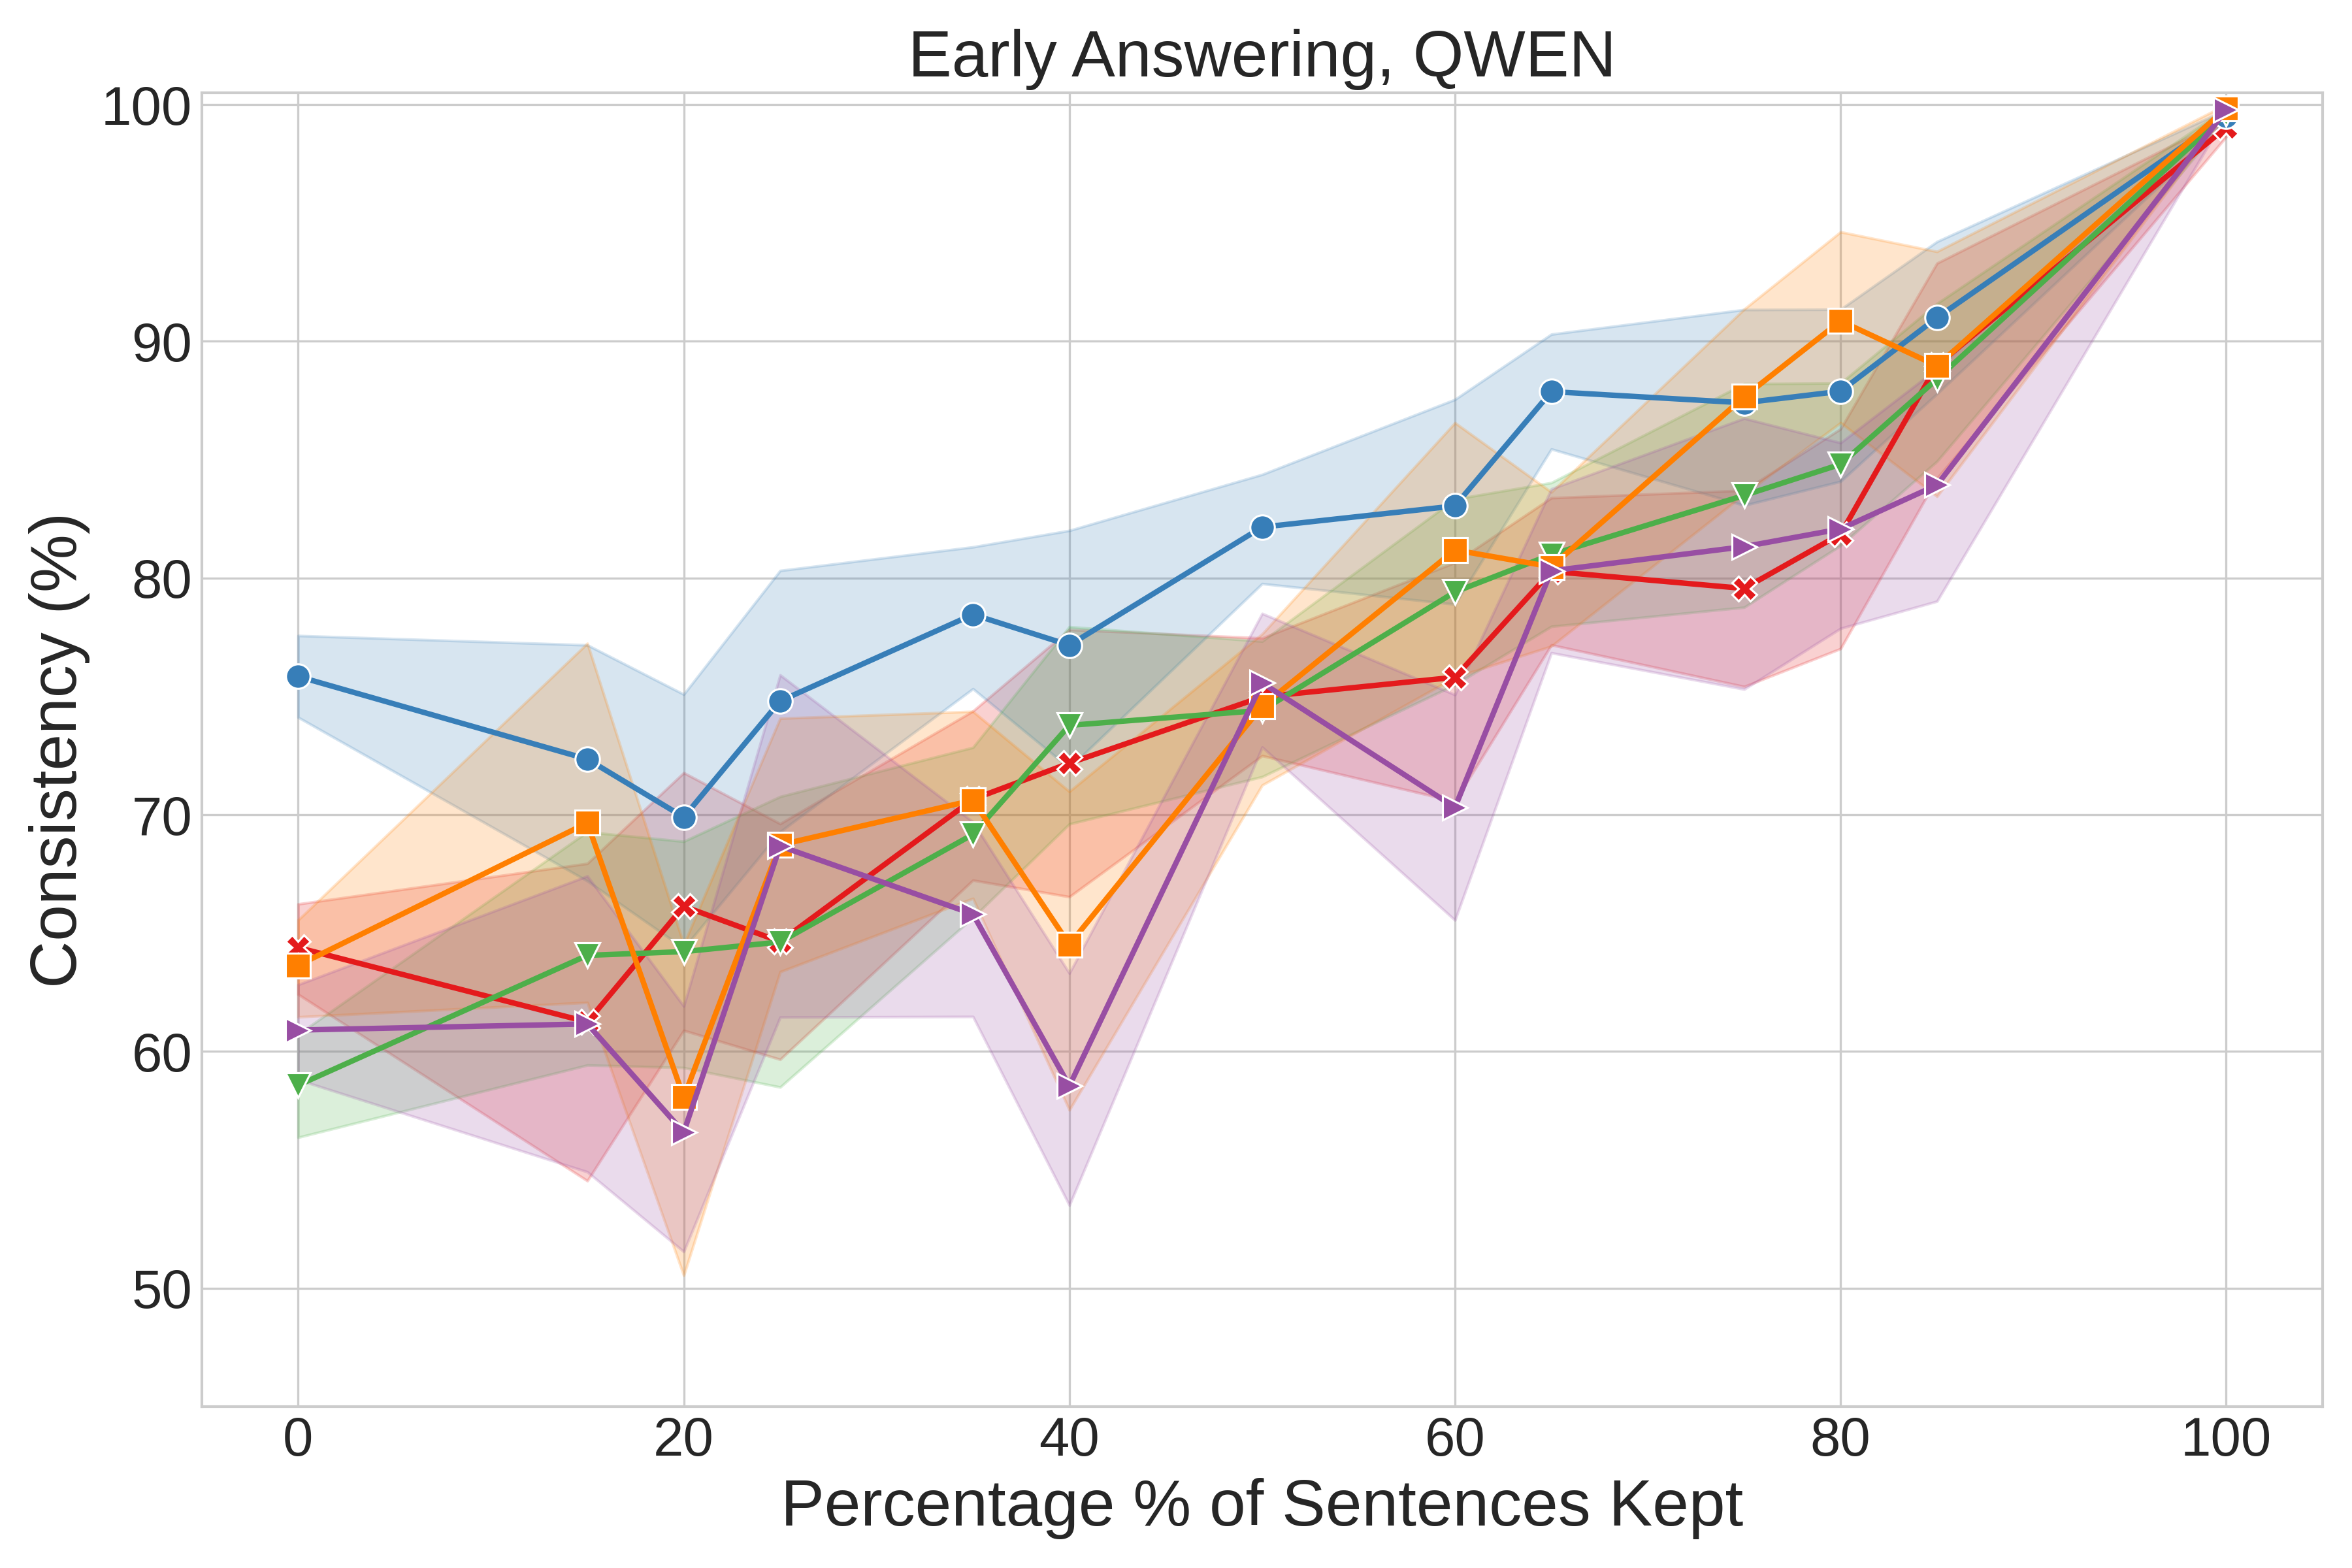 Early Answering, QWEN
Consistency (%)
100
90
80
70
60
50
0 20 40 60 80 100
Percentage % of Sentences Kept